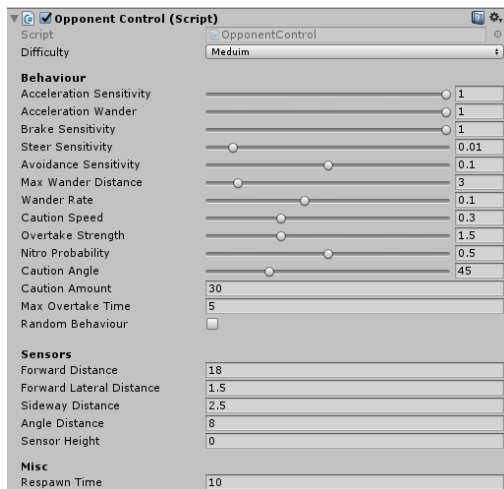 Opponent Control (Script)
Script OpponentControl
Difficulty Meduim
Behaviour
Acceleration Sensitivity 1
Acceleration Wander 1
Brake Sensitivity 1
Steer Sensitivity 0.01
Avoidance Sensitivity 0.1
Max Wander Distance 3
Wander Rate 0.1
Caution Speed 0.3
Overtake Strength 1.5
Nitro Probability 0.5
Caution Angle 45
Caution Amount 30
Max Overtake Time 5
Random Behaviour
Sensors
Forward Distance 18
Forward Lateral Distance 1.5
Sideway Distance 2.5
Angle Distance 8
Sensor Height 0
Misc
Respawn Time 10